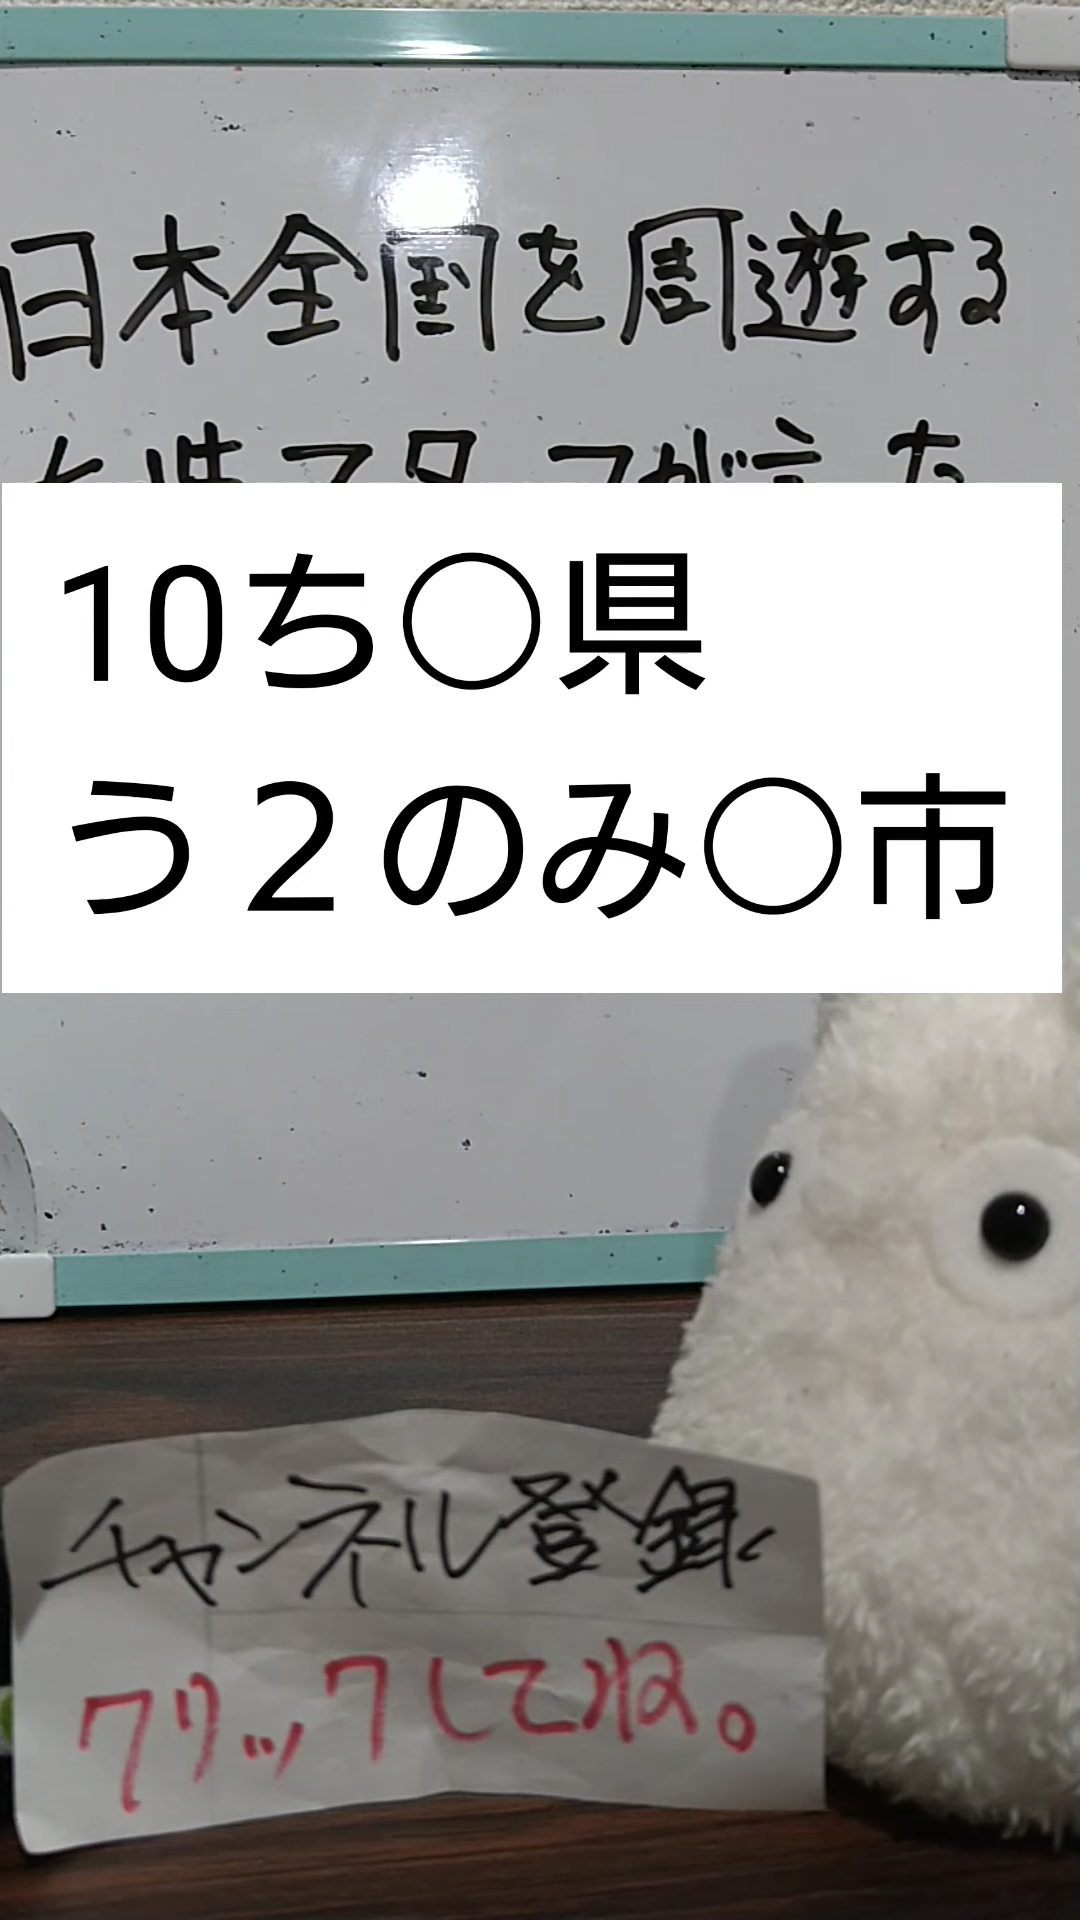 日本全国を周遊する
10ち○県
う２のみ○市
チャンネル登録
クリックしてね。